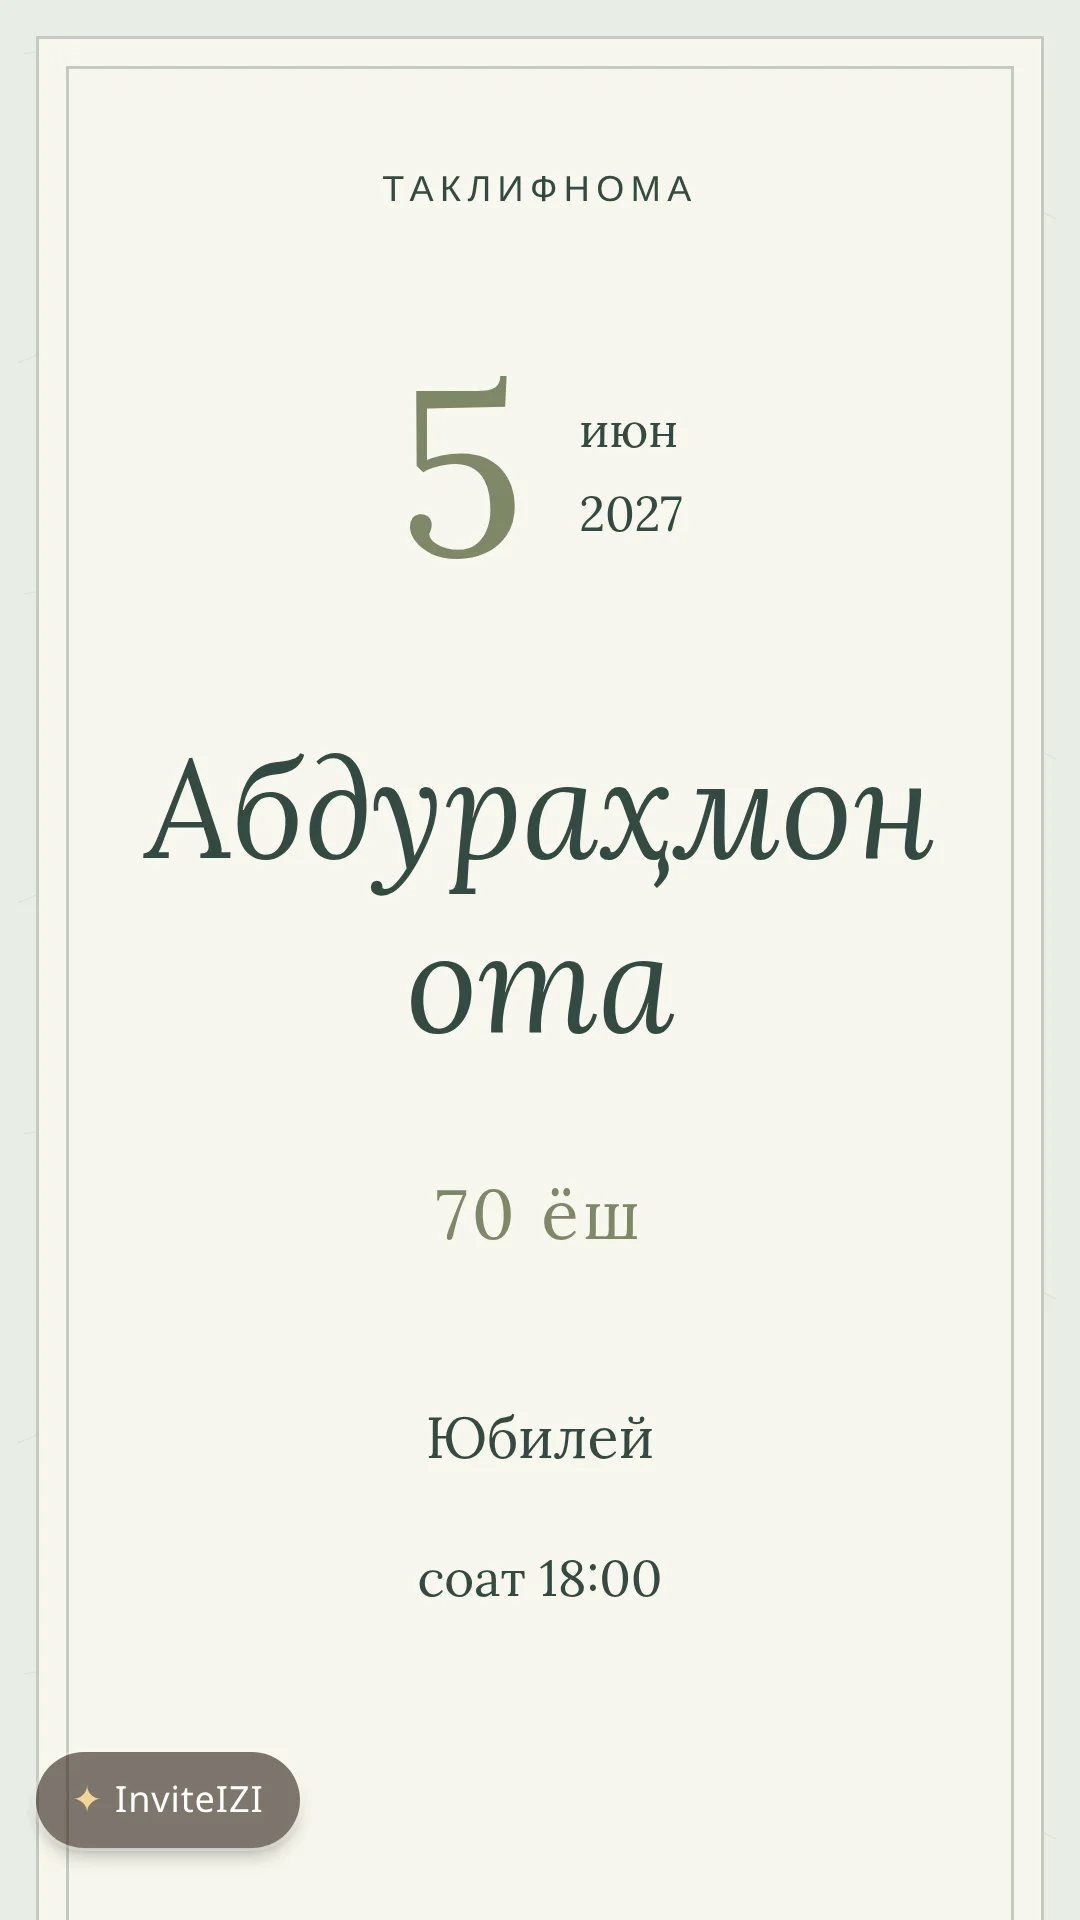 ТАКЛИФНОМА
5
июн
2027
Абдураҳмон
ота
70 ёш
Юбилей
соат 18:00
✦ InviteIZI